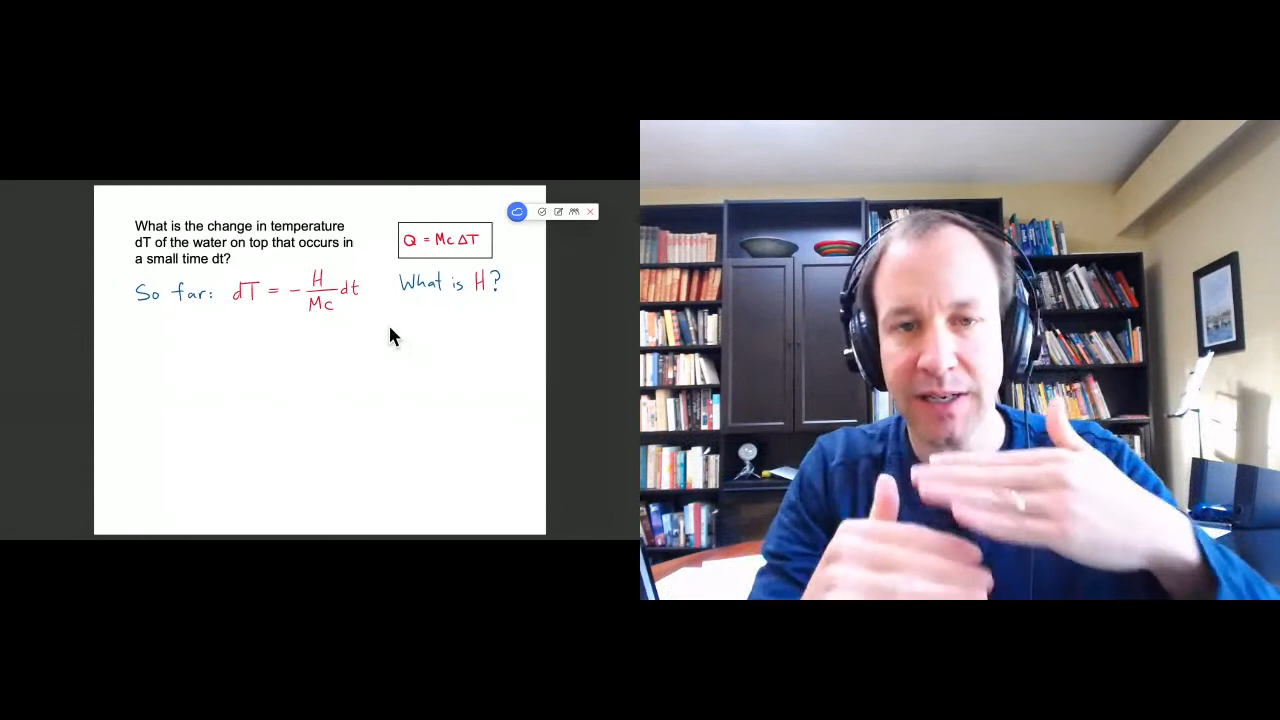 What is the change in temperature
dT of the water on top that occurs in
a small time dt?
Q = Mc ΔT
So far: dT = - H/Mc dt
What is H?